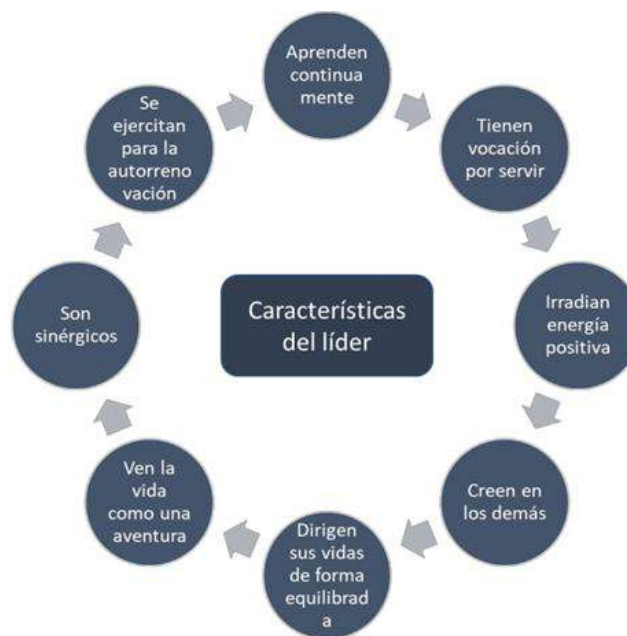 Aprenden
continua
mente
Tienen
vocación
por servir
Irradian
energía
positiva
Creen en
los demás
Dirigen
sus vidas
de forma
equilibrad
a
Ven la
vida
como una
aventura
Son
sinérgicos
Se
ejercitan
para la
autorreno
vación
Característícas
del líder